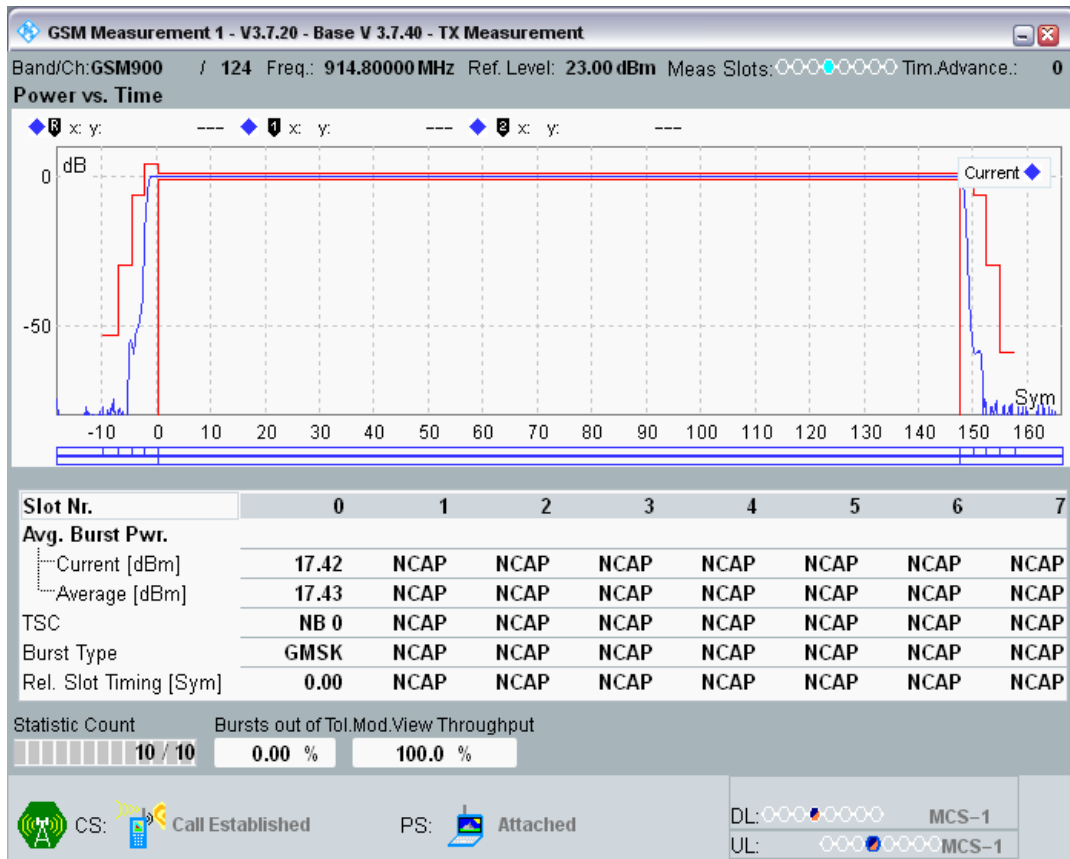 GSM Measurement 1 - V3.7.20 - Base V 3.7.40 - TX Measurement
Band/Ch: GSM900 / 124 Freq.: 914.80000 MHz Ref. Level: 23.00 dBm Meas Slots: Tim.Advance.: 0
Power vs. Time
R x: y: --- 1 x: y: --- 2 x: y: ---
dB
Current
0
-50
Sym
-10 0 10 20 30 40 50 60 70 80 90 100 110 120 130 140 150 160
Slot Nr. 0 1 2 3 4 5 6 7
Avg. Burst Pwr.
Current [dBm] 17.42 NCAP NCAP NCAP NCAP NCAP NCAP NCAP
Average [dBm] 17.43 NCAP NCAP NCAP NCAP NCAP NCAP NCAP
TSC NB 0 NCAP NCAP NCAP NCAP NCAP NCAP NCAP
Burst Type GMSK NCAP NCAP NCAP NCAP NCAP NCAP NCAP
Rel. Slot Timing [Sym] 0.00 NCAP NCAP NCAP NCAP NCAP NCAP NCAP
Statistic Count Bursts out of Tol. Mod.View Throughput
10 / 10 0.00 % 100.0 %
CS: Call Established PS: Attached
DL: MCS-1
UL: MCS-1